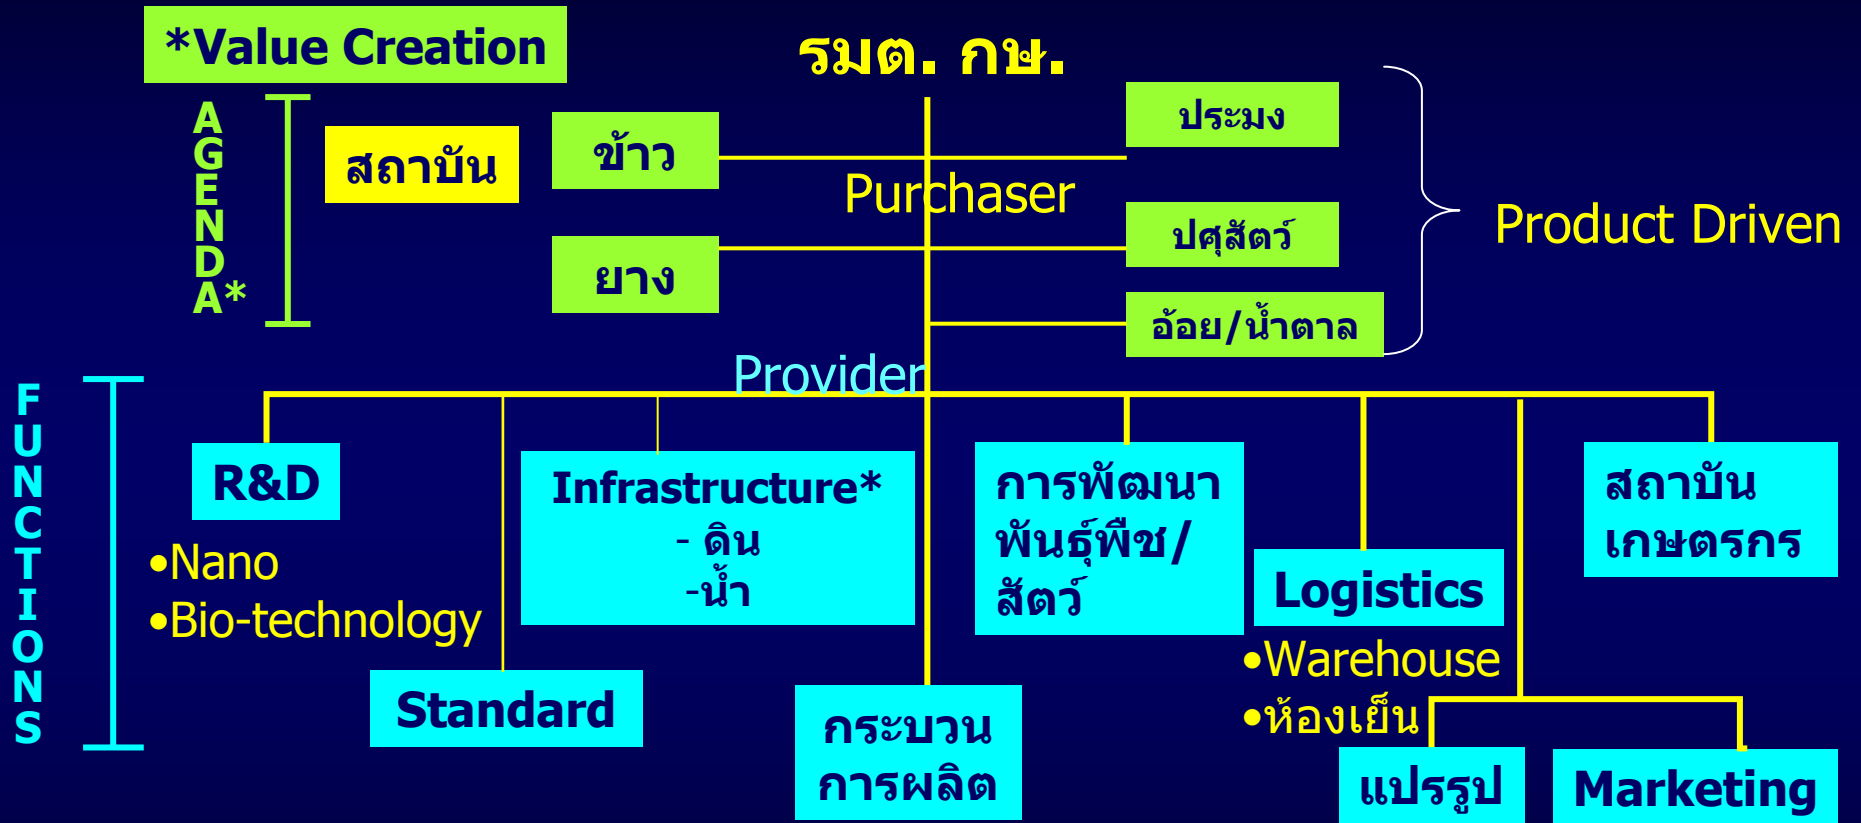 *Value Creation
รมต. กษ.
AGENDA*
สถาบัน
ข้าว
ประมง
Purchaser
ยาง
ปศุสัตว์
Product Driven
อ้อย/น้ำตาล
Provider
FUNCTIONS
R&D
•Nano
•Bio-technology
Standard
Infrastructure*
- ดิน
-น้ำ
กระบวน
การผลิต
การพัฒนา
พันธุ์พืช/
สัตว์
Logistics
•Warehouse
•ห้องเย็น
สถาบัน
เกษตรกร
แปรรูป
Marketing